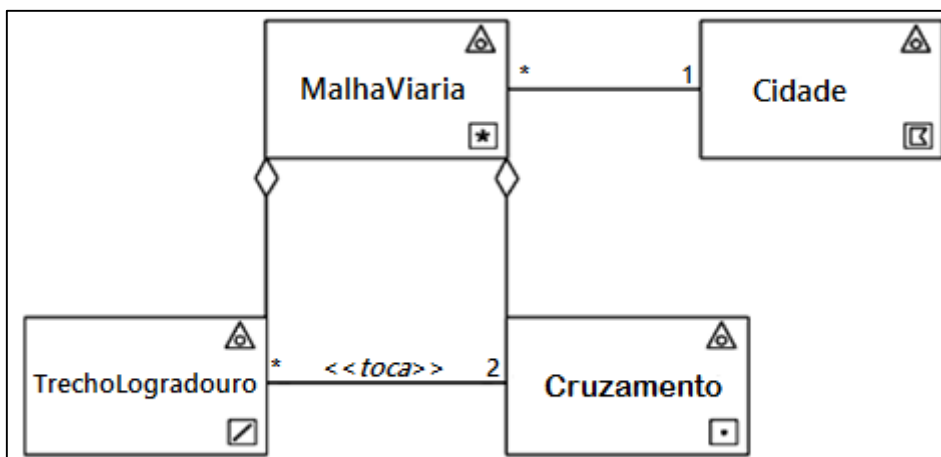 MalhaViaria
* 1
Cidade
TrechoLogradouro
* <<toca>> 2
Cruzamento